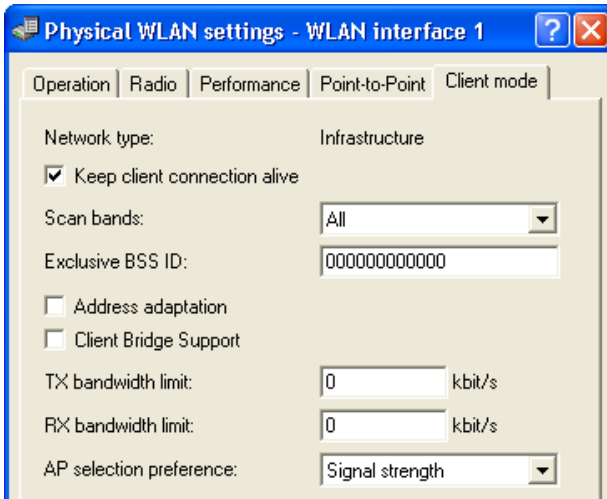 Physical WLAN settings - WLAN interface 1
Operation Radio Performance Point-to-Point Client mode
Network type: Infrastructure
Keep client connection alive
Scan bands: All
Exclusive BSS ID: 000000000000
Address adaptation
Client Bridge Support
TX bandwidth limit: 0 kbit/s
RX bandwidth limit: 0 kbit/s
AP selection preference: Signal strength